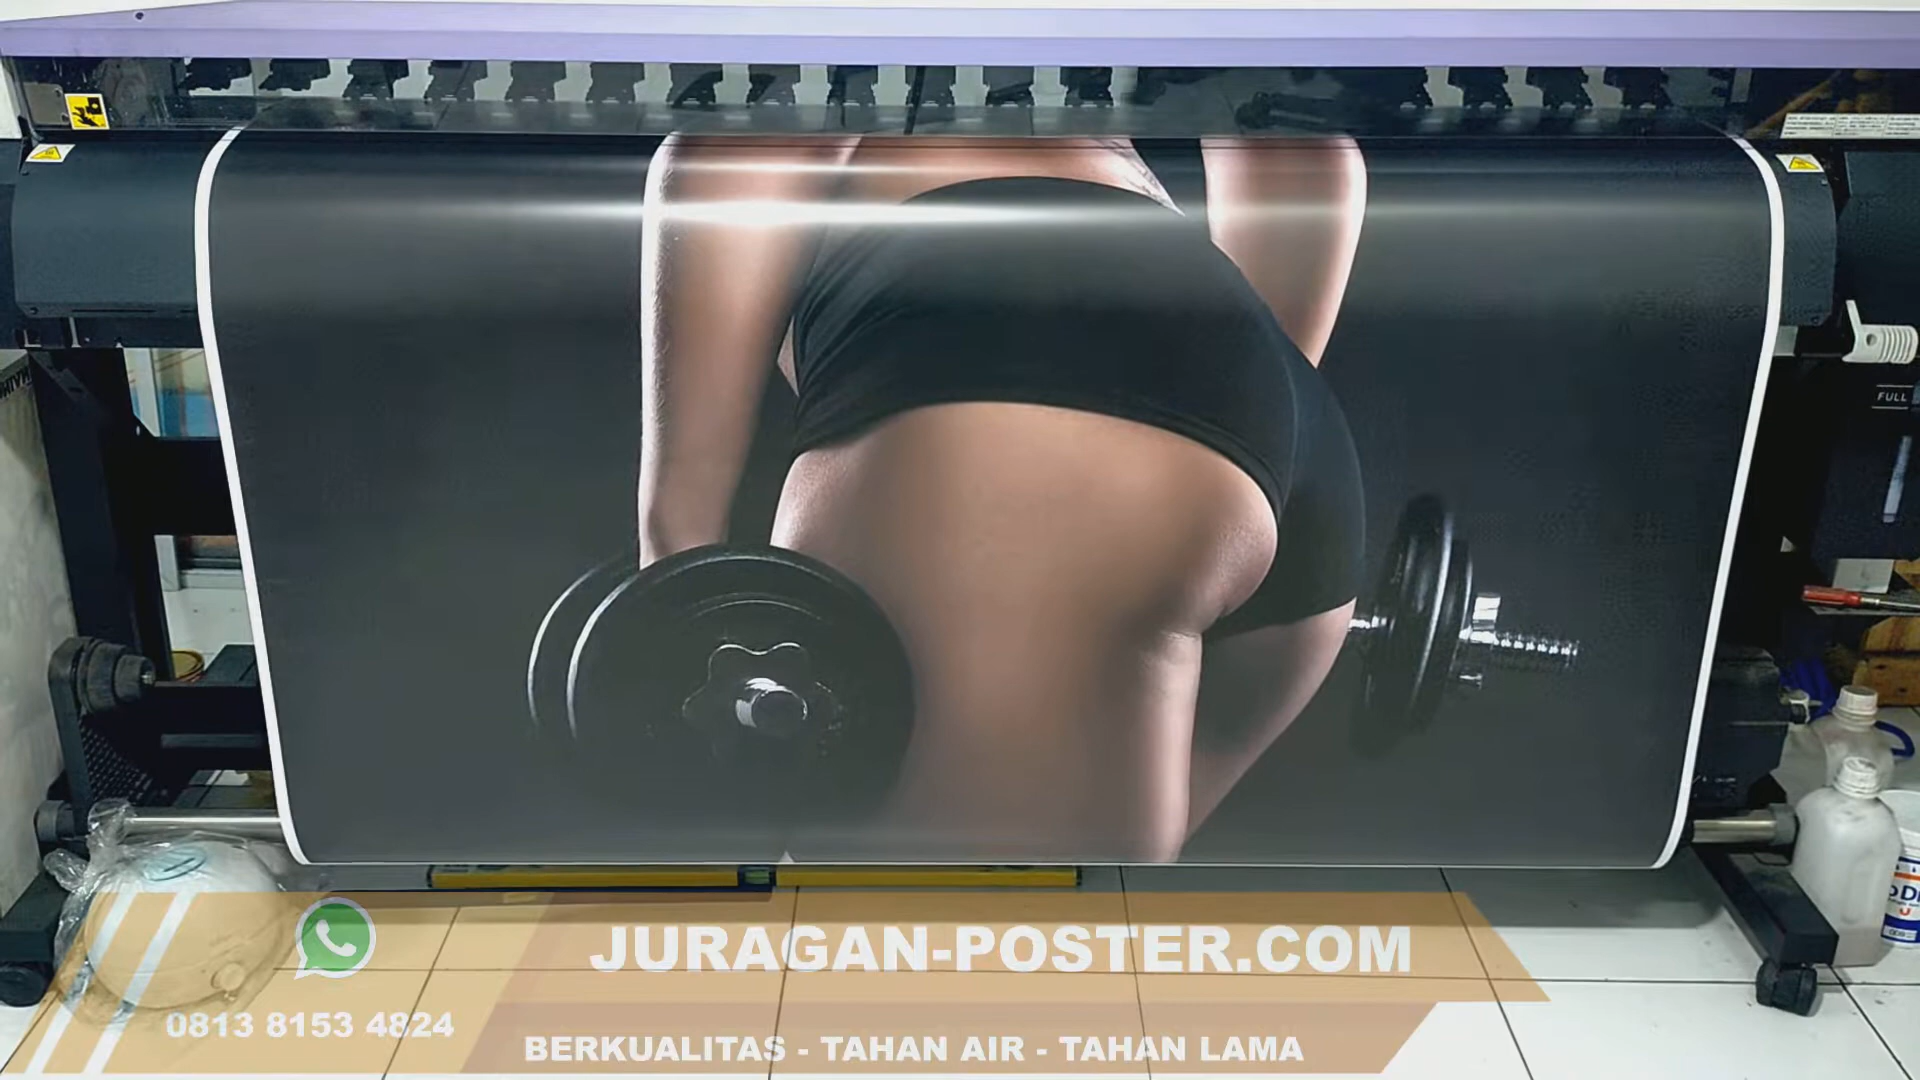 FULL
JURAGAN-POSTER.COM
0813 8153 4824
BERKUALITAS - TAHAN AIR - TAHAN LAMA